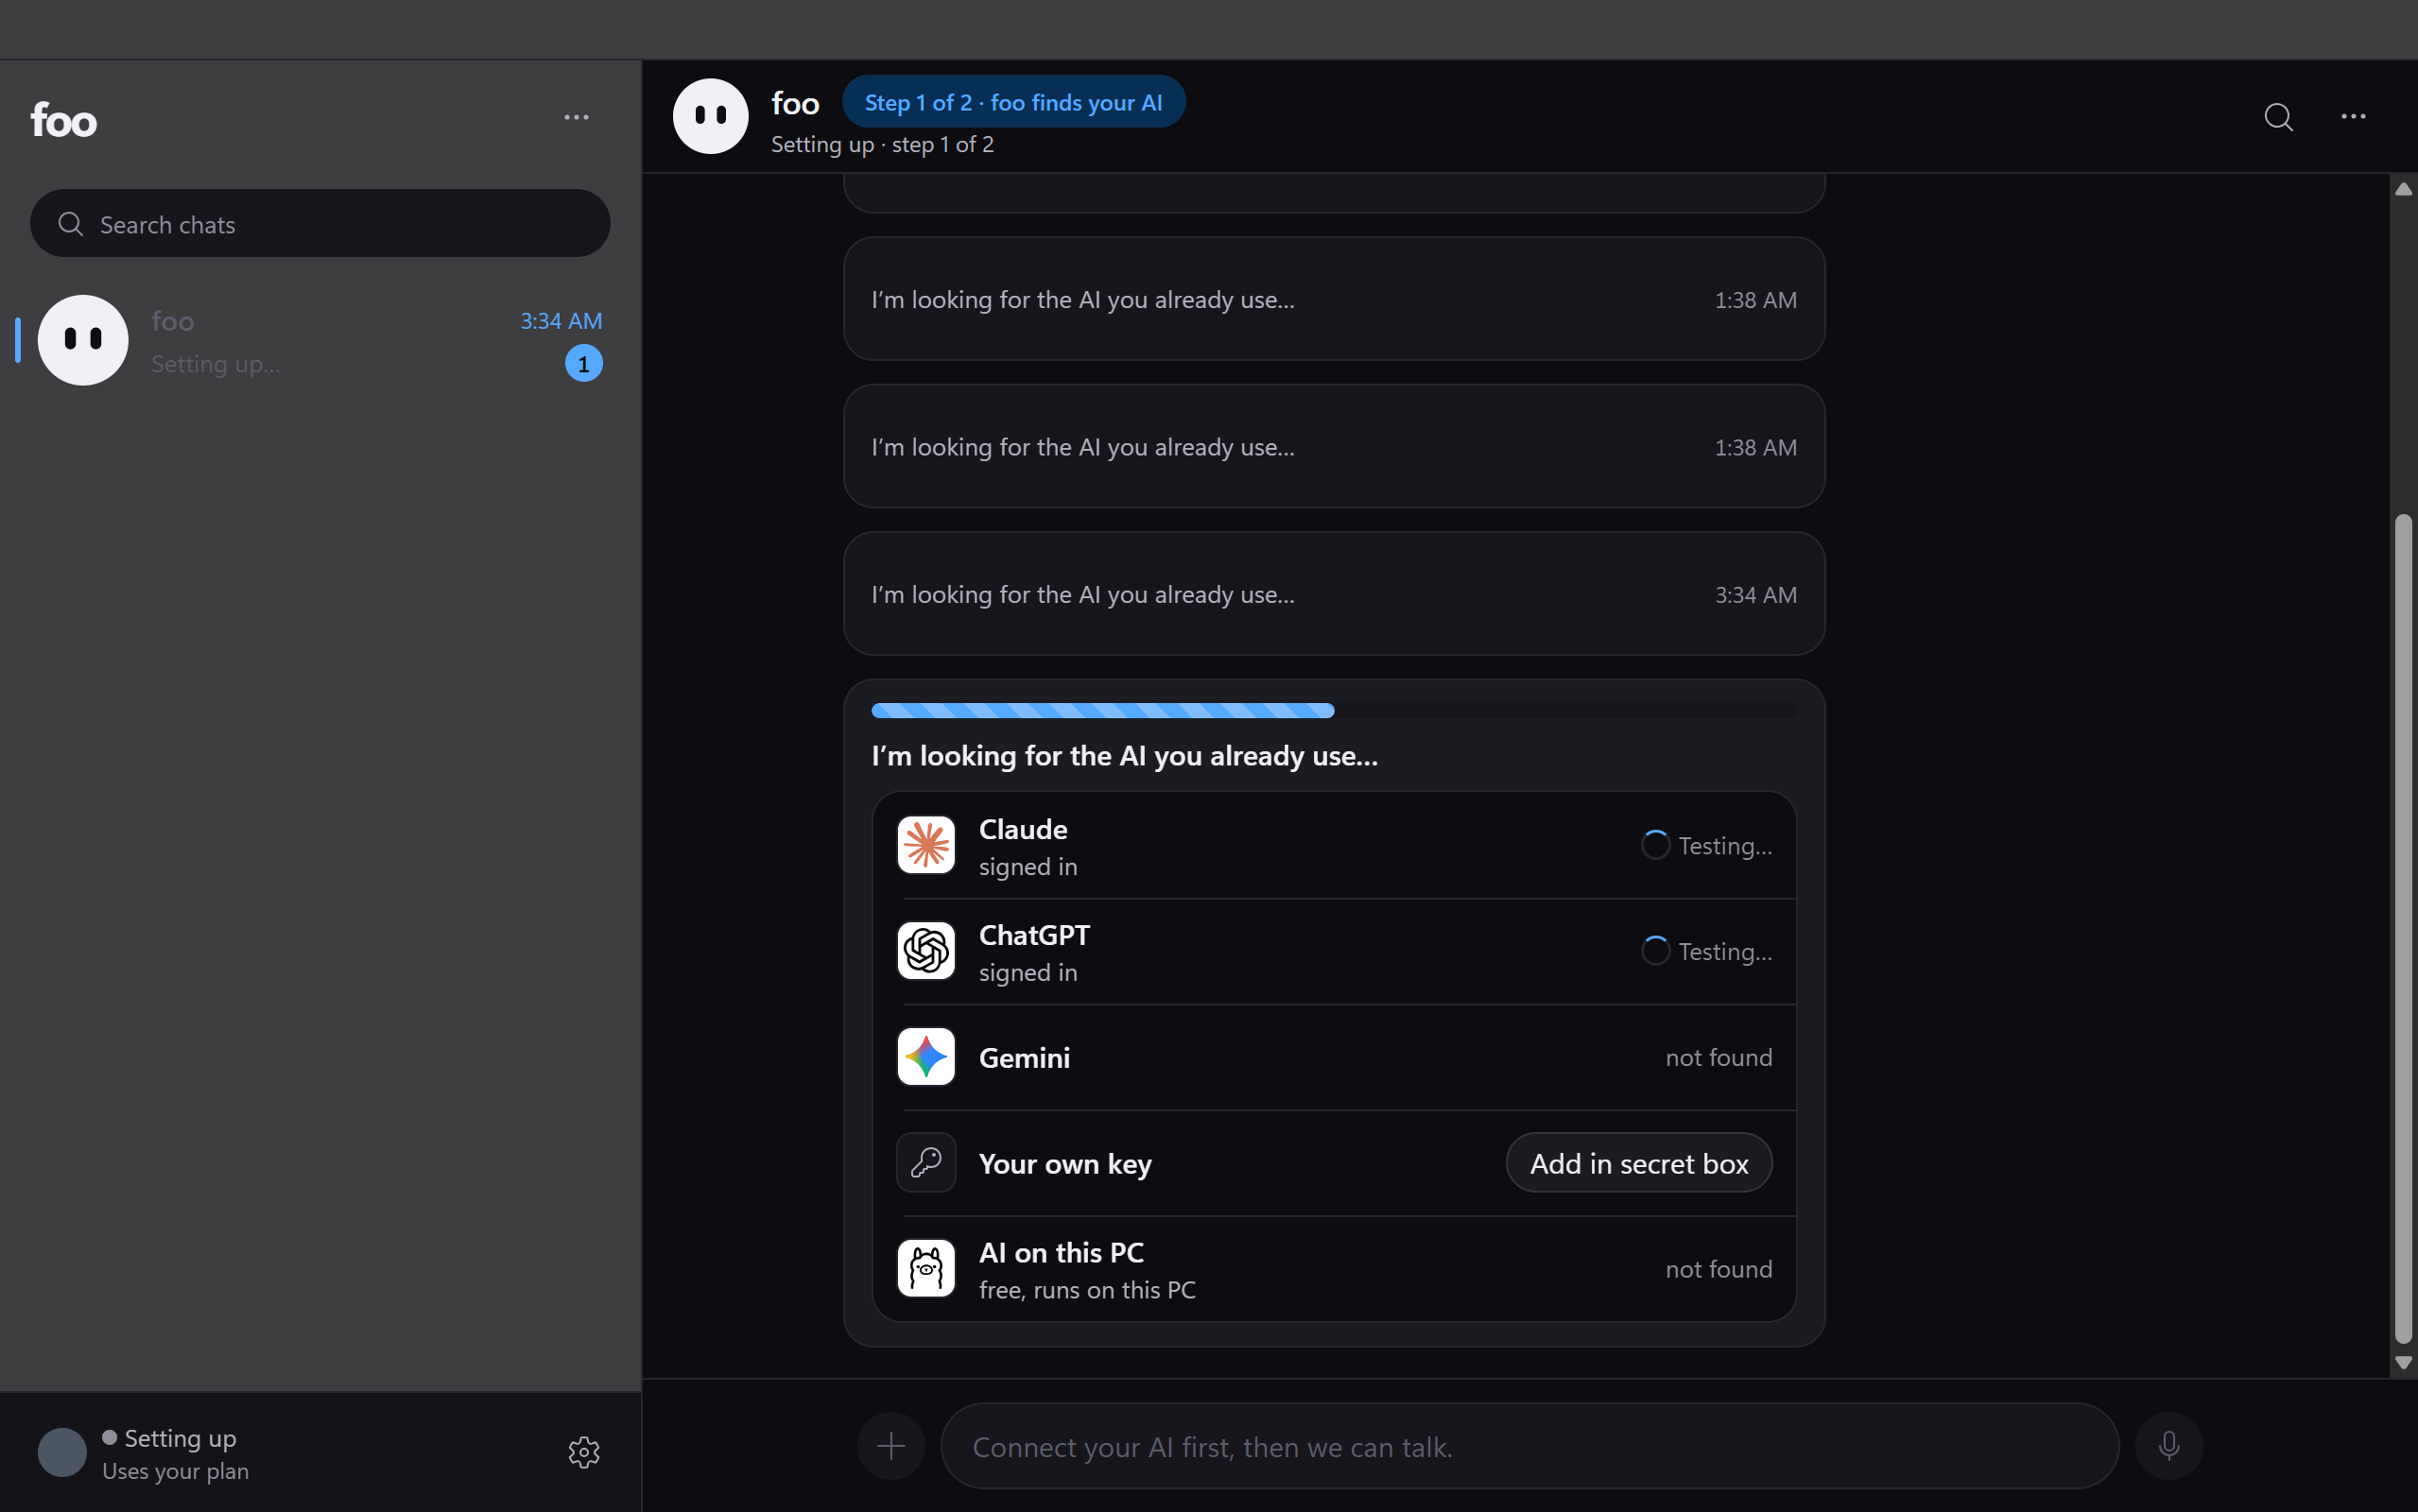 foo
Search chats
foo
3:34 AM
Setting up...
1
Setting up
Uses your plan
foo
Step 1 of 2 · foo finds your AI
Setting up · step 1 of 2
I’m looking for the AI you already use...
1:38 AM
I’m looking for the AI you already use...
1:38 AM
I’m looking for the AI you already use...
3:34 AM
I’m looking for the AI you already use...
Claude
signed in
Testing...
ChatGPT
signed in
Testing...
Gemini
not found
Your own key
Add in secret box
AI on this PC
free, runs on this PC
not found
Connect your AI first, then we can talk.